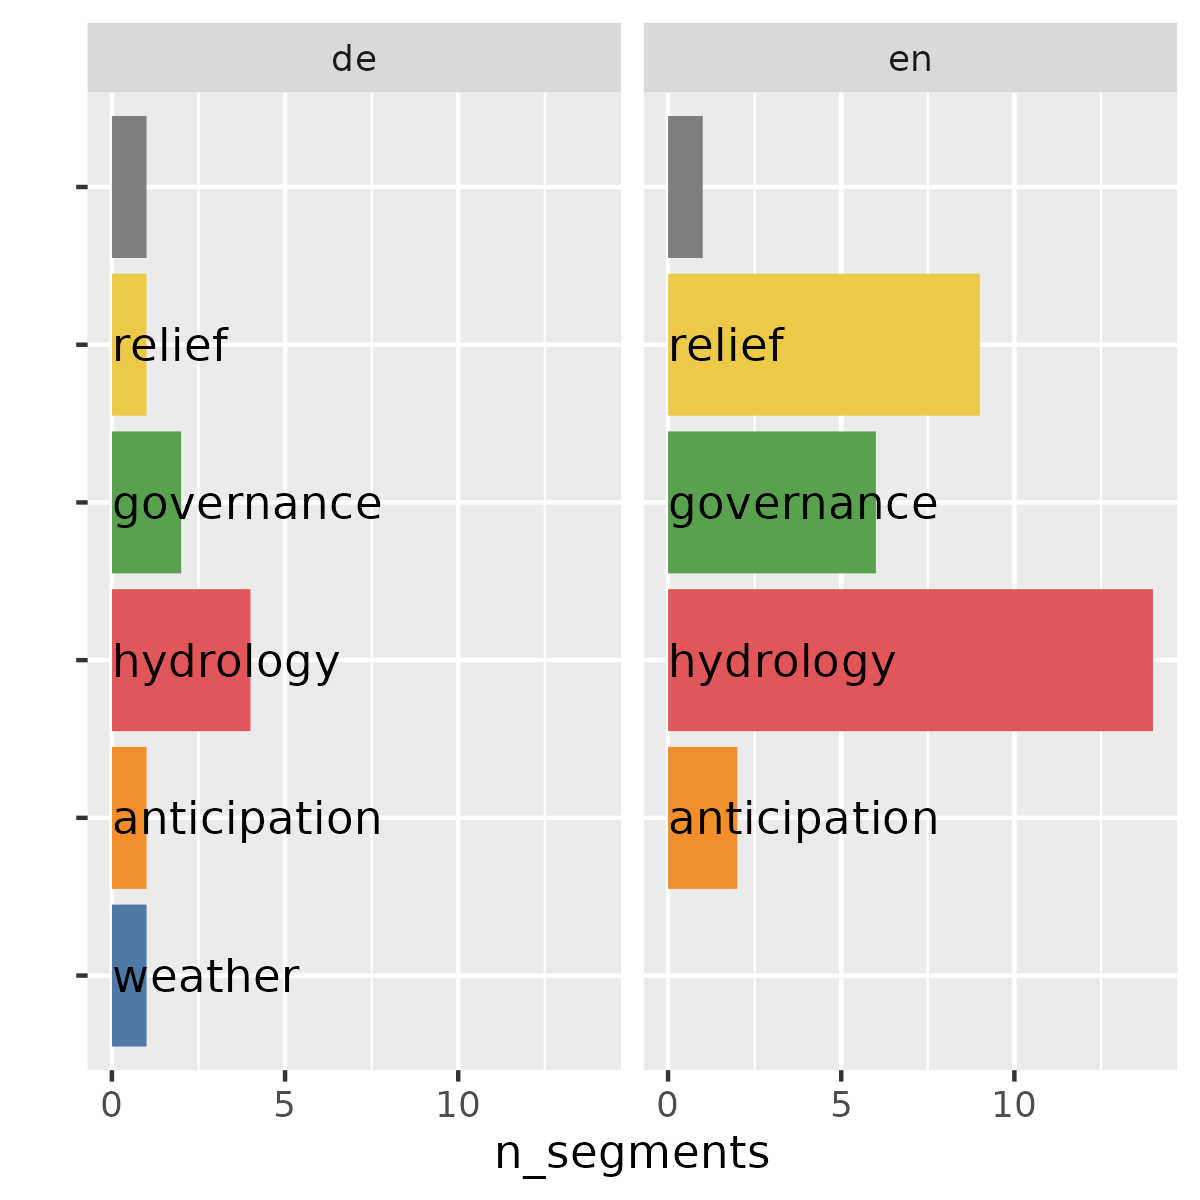 de
en
relief
relief
governance
governance
hydrology
hydrology
anticipation
anticipation
weather
0 5 10
0 5 10
n_segments